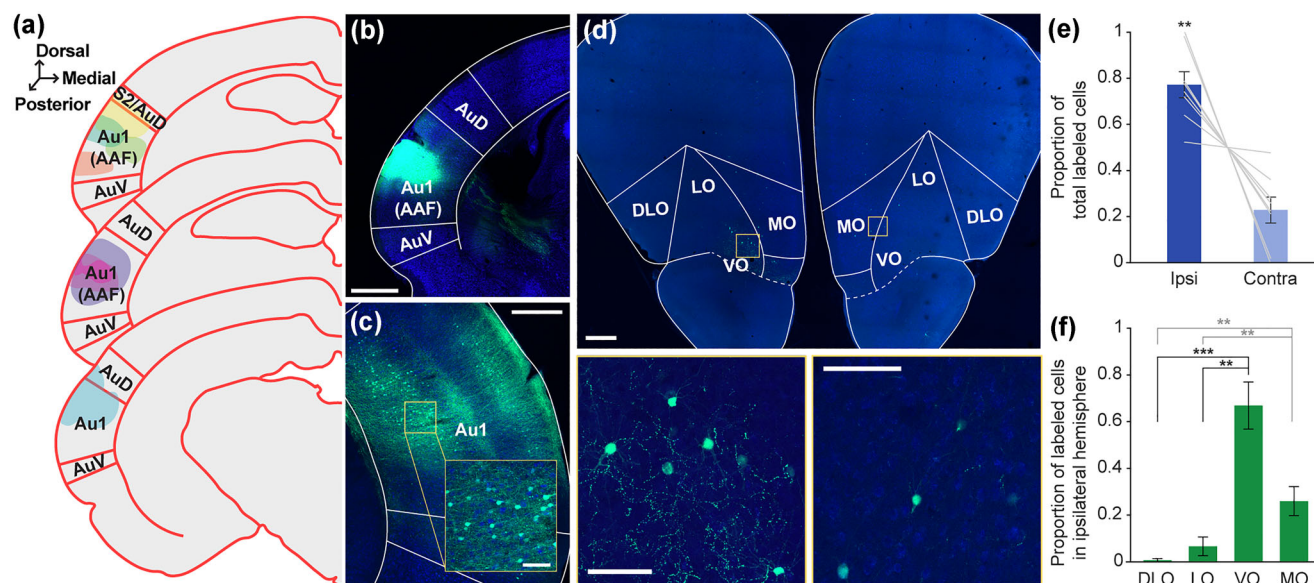 (a)
Dorsal
Medial
Posterior
S2/AuD
Au1
(AAF)
AuV
AuD
Au1
(AAF)
AuV
AuD
Au1
AuV
(b)
AuD
Au1
(AAF)
AuV
(c)
Au1
(d)
LO
DLO
MO
VO
LO
MO
DLO
VO
(e)
**
Proportion of
total labeled cells
1
0.8
0.6
0.4
0.2
0
Ipsi
Contra
(f)
**
**
***
**
Proportion of labeled cells
in ipsilateral hemisphere
1
0.8
0.6
0.4
0.2
0
DLO
LO
VO
MO